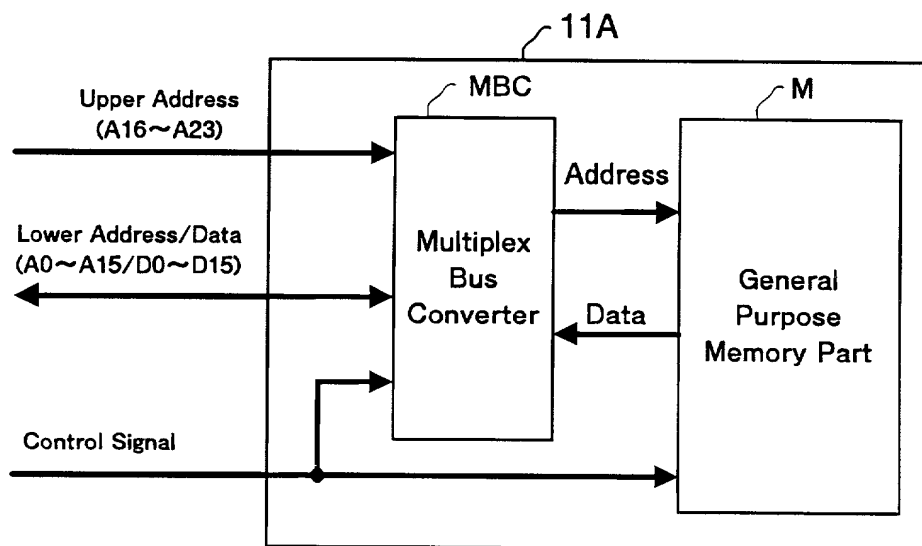 11A
Upper Address
(A16～A23)
MBC
M
Address
Lower Address/Data
(A0～A15/D0～D15)
Multiplex
Bus
Converter
Data
General
Purpose
Memory Part
Control Signal